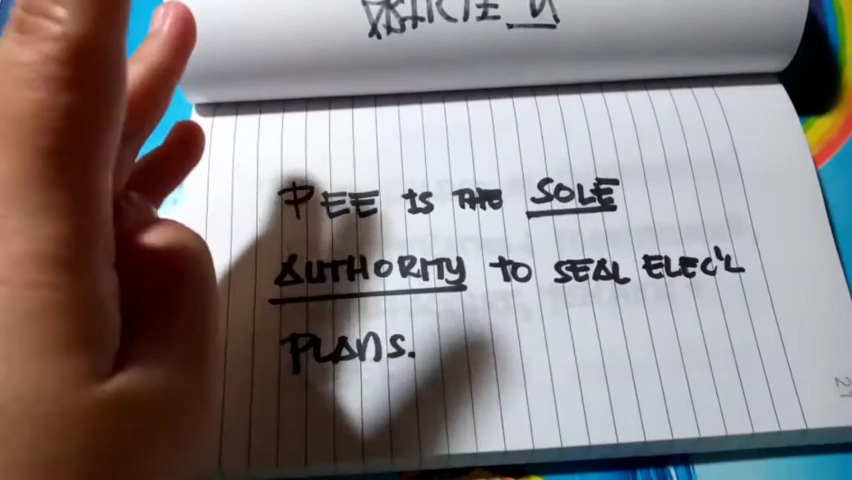 PEE IS THE SOLE
AUTHORITY TO SEAL ELEC'L
PLANS.